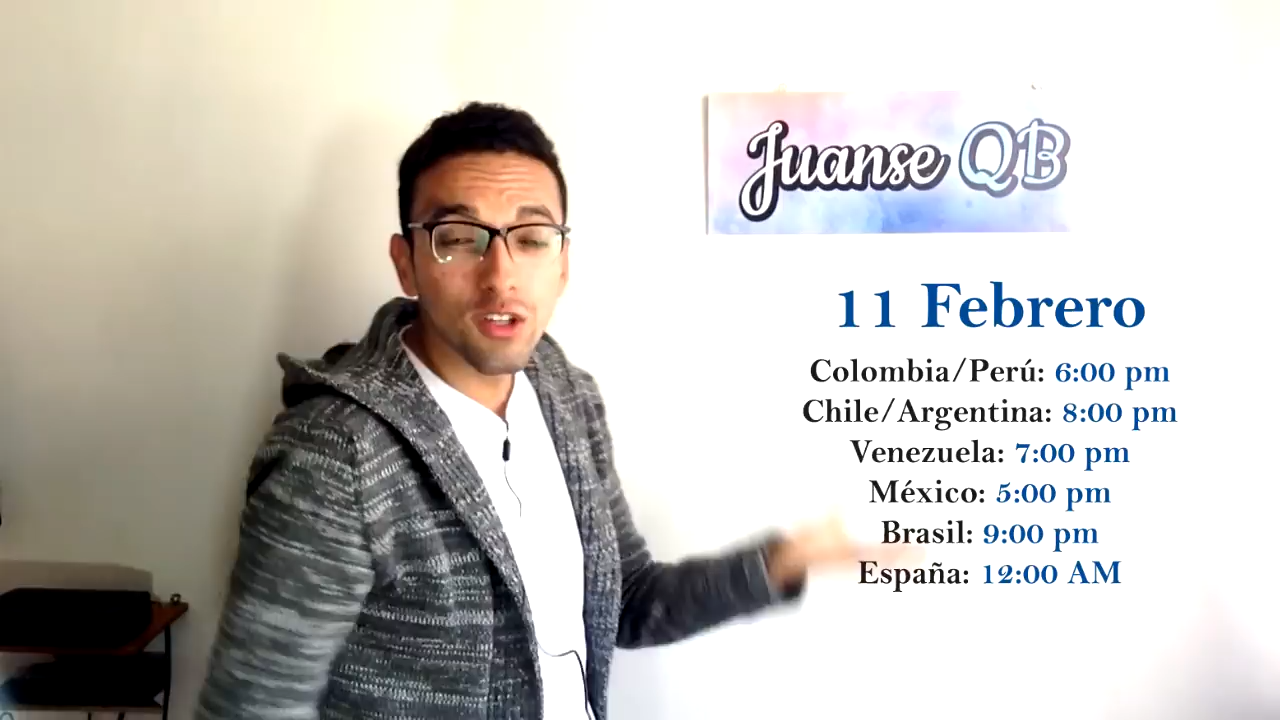 Juanse QB
11 Febrero
Colombia/Perú: 6:00 pm
Chile/Argentina: 8:00 pm
Venezuela: 7:00 pm
México: 5:00 pm
Brasil: 9:00 pm
España: 12:00 AM